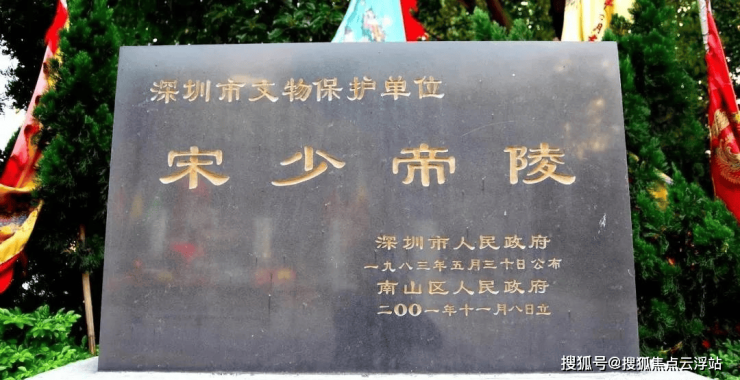 深圳市文物保护单位
宋少帝陵
深圳市人民政府
一九八三年五月三十日公布
南山区人民政府
二〇〇一年十一月八日立
搜狐号@搜狐焦点云浮站